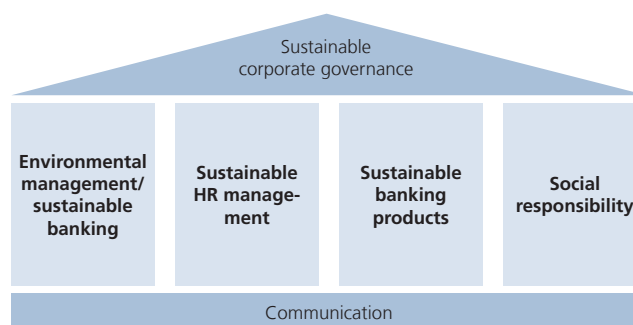 Sustainable
corporate governance
Environmental
management/
sustainable
banking
Sustainable
HR manage-
ment
Sustainable
banking
products
Social
responsibility
Communication